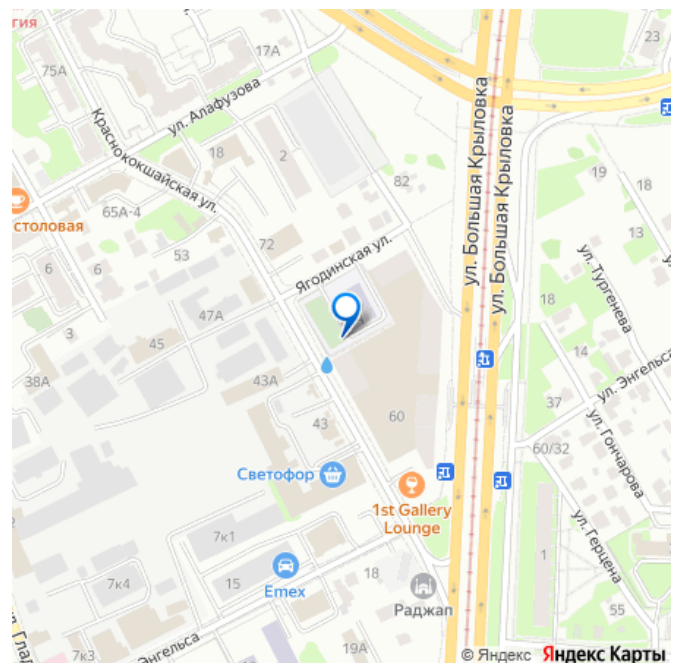 гия
75А
17А
23
ул. Алафузова
Краснококшайская ул.
ул. Большая Крыловка
ул. Большая Крыловка
18
2
82
19
18
столовая
65А-4
72
53
13
6
6
Ягодинская ул.
ул. Тургенева
3
47А
45
18
14
38А
43А
ул. Энгельса
37
43
60
60/32
ул. Гончарова
Светофор
1st Gallery
Lounge
ул. Герцена
7к1
1
7к4
15
Emex
18
Раджап
55
ул. Глад
7к3
Энгельса
19А
© Яндекс Яндекс Карты